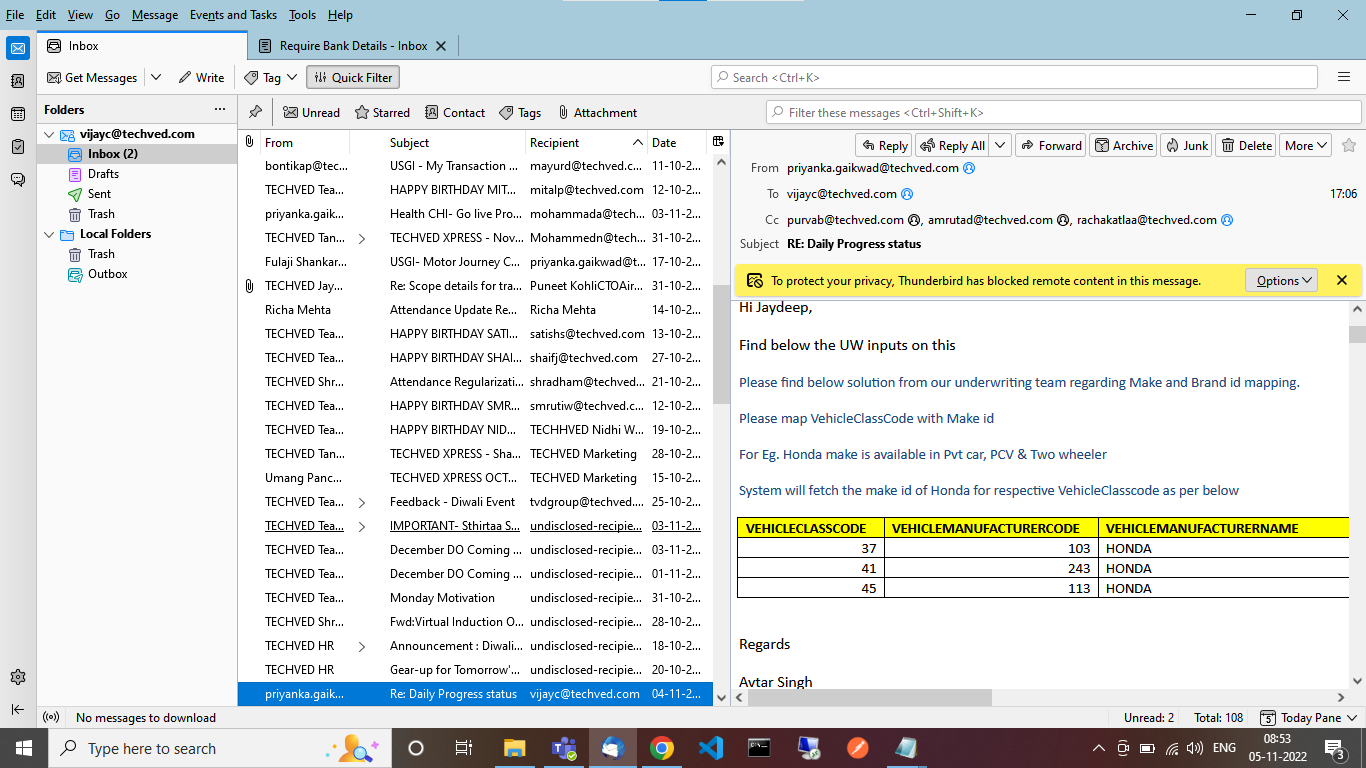 File Edit View Go Message Events and Tasks Tools Help
Inbox
Require Bank Details - Inbox
Get Messages Write Tag Quick Filter Search <Ctrl+K>
Folders ... Unread Starred Contact Tags Attachment Filter these messages <Ctrl+Shift+K>
vijayc@techved.com
Inbox (2)
Drafts
Sent
Trash
Local Folders
Trash
Outbox
From Subject Recipient Date
bontikap@tec... USGI - My Transaction ... mayurd@techved.c... 11-10-2...
TECHVED Tea... HAPPY BIRTHDAY MIT... mitalp@techved.com 12-10-2...
priyanka.gaik... Health CHI- Go live Pro... mohammada@tech... 03-11-2...
TECHVED Tan... TECHVED XPRESS - Nov... Mohammedn@tech... 31-10-2...
Fulaji Shankar... USGI- Motor Journey C... priyanka.gaikwad@t... 17-10-2...
TECHVED Jay... Re: Scope details for tra... Puneet KohliCTOAir... 31-10-2...
Richa Mehta Attendance Update Re... Richa Mehta 14-10-2...
TECHVED Tea... HAPPY BIRTHDAY SATI... satishs@techved.com 13-10-2...
TECHVED Tea... HAPPY BIRTHDAY SHAI... shaifj@techved.com 27-10-2...
TECHVED Shr... Attendance Regularizati... shradham@techved... 21-10-2...
TECHVED Tea... HAPPY BIRTHDAY SMR... smrutiw@techved.c... 12-10-2...
TECHVED Tea... HAPPY BIRTHDAY NID... TECHHVED Nidhi W... 19-10-2...
TECHVED Tan... TECHVED XPRESS - Sha... TECHVED Marketing 28-10-2...
Umang Panc... TECHVED XPRESS OCT... TECHVED Marketing 15-10-2...
TECHVED Tea... Feedback - Diwali Event tvdgroup@techved.... 25-10-2...
TECHVED Tea... IMPORTANT- Sthirtaa S... undisclosed-recipie... 03-11-2...
TECHVED Tea... December DO Coming ... undisclosed-recipie... 03-11-2...
TECHVED Tea... December DO Coming ... undisclosed-recipie... 01-11-2...
TECHVED Tea... Monday Motivation undisclosed-recipie... 31-10-2...
TECHVED Shr... Fwd:Virtual Induction O... undisclosed-recipie... 28-10-2...
TECHVED HR Announcement : Diwali... undisclosed-recipie... 18-10-2...
TECHVED HR Gear-up for Tomorrow'... undisclosed-recipie... 20-10-2...
priyanka.gaik... Re: Daily Progress status vijayc@techved.com 04-11-2...
Reply Reply All Forward Archive Junk Delete More
From priyanka.gaikwad@techved.com
To vijayc@techved.com 17:06
Cc purvab@techved.com , amrutad@techved.com , rachakatlaa@techved.com
Subject RE: Daily Progress status
To protect your privacy, Thunderbird has blocked remote content in this message. Options
Hi Jaydeep,
Find below the UW inputs on this
Please find below solution from our underwriting team regarding Make and Brand id mapping.
Please map VehicleClassCode with Make id
For Eg. Honda make is available in Pvt car, PCV & Two wheeler
System will fetch the make id of Honda for respective VehicleClasscode as per below
VEHICLECLASSCODE VEHICLEMANUFACTURERCODE VEHICLEMANUFACTURERNAME
37 103 HONDA
41 243 HONDA
45 113 HONDA
Regards
Avtar Singh
No messages to download Unread: 2 Total: 108 5 Today Pane
Type here to search ENG 08:53
05-11-2022 3